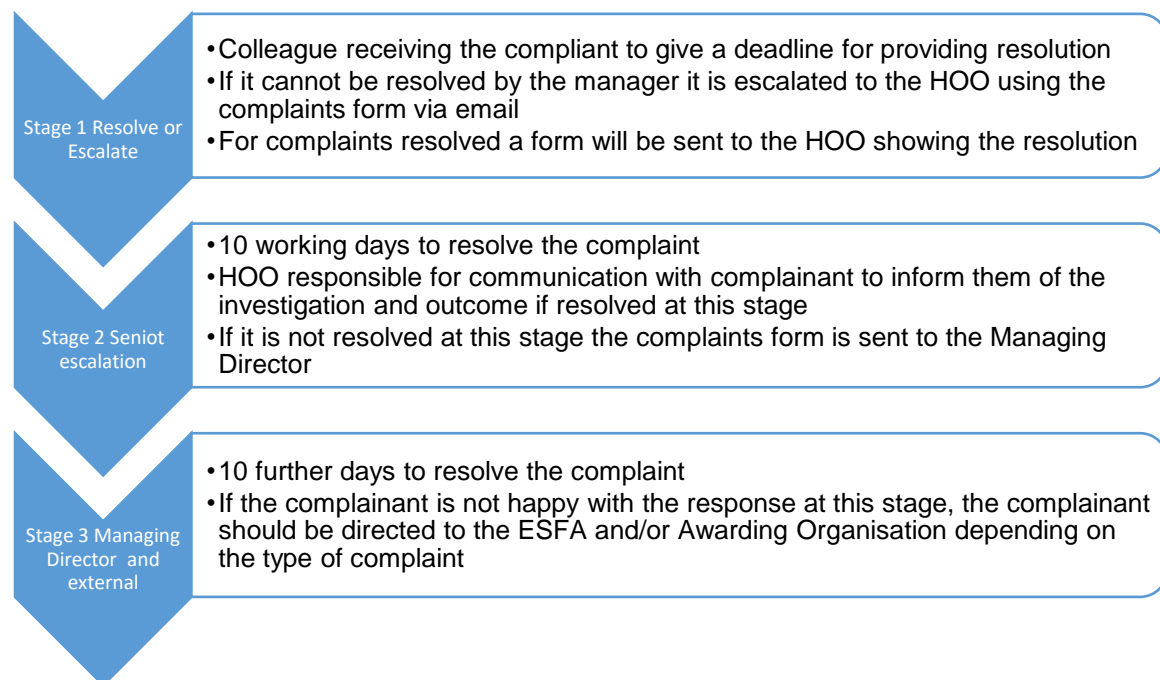 Stage 1 Resolve or
Escalate
•Colleague receiving the compliant to give a deadline for providing resolution
•If it cannot be resolved by the manager it is escalated to the HOO using the
complaints form via email
•For complaints resolved a form will be sent to the HOO showing the resolution
Stage 2 Seniot
escalation
•10 working days to resolve the complaint
•HOO responsible for communication with complainant to inform them of the
investigation and outcome if resolved at this stage
•If it is not resolved at this stage the complaints form is sent to the Managing
Director
Stage 3 Managing
Director and
external
•10 further days to resolve the complaint
•If the complainant is not happy with the response at this stage, the complainant
should be directed to the ESFA and/or Awarding Organisation depending on
the type of complaint